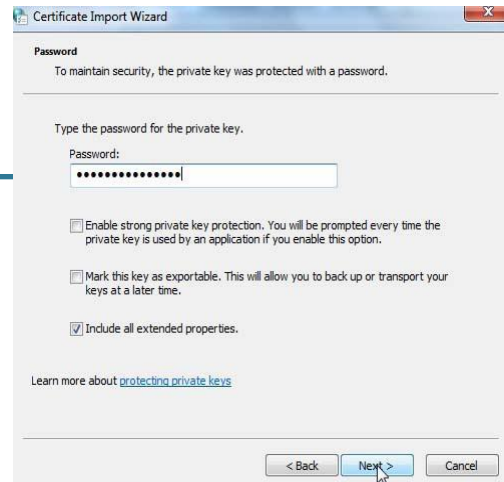 Certificate Import Wizard
X
Password
To maintain security, the private key was protected with a password.
Type the password for the private key.
Password:
•••••••••••••••
Enable strong private key protection. You will be prompted every time the
private key is used by an application if you enable this option.
Mark this key as exportable. This will allow you to back up or transport your
keys at a later time.
Include all extended properties.
Learn more about protecting private keys
< Back Next > Cancel